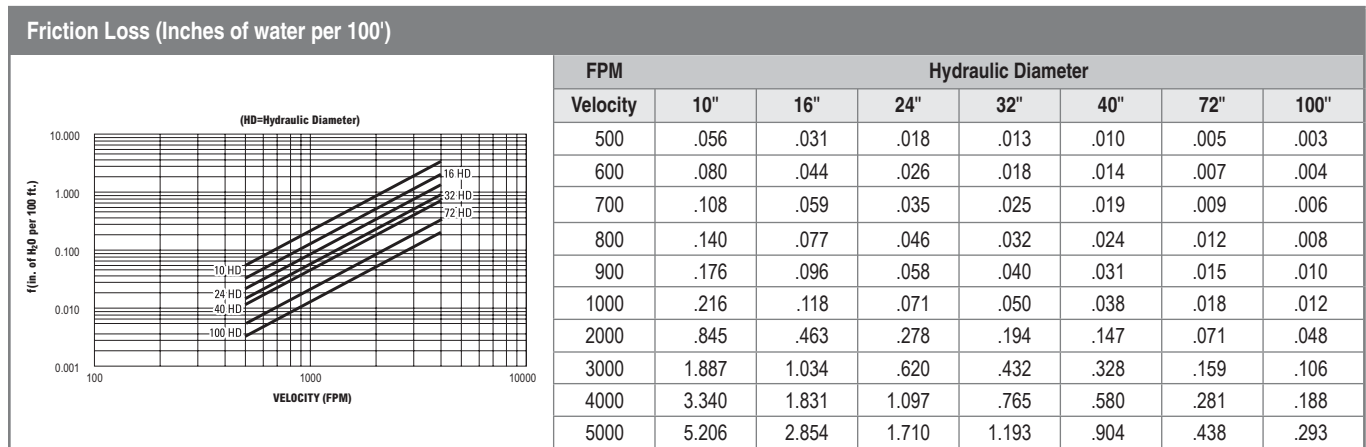 Friction Loss (Inches of water per 100')
(HD=Hydraulic Diameter)
f(in. of H₂O per 100 ft.)
10.000
1.000
0.100
0.010
0.001
16 HD
32 HD
72 HD
10 HD
24 HD
40 HD
100 HD
100 1000 10000
VELOCITY (FPM)
FPM Hydraulic Diameter
Velocity 10" 16" 24" 32" 40" 72" 100"
500 .056 .031 .018 .013 .010 .005 .003
600 .080 .044 .026 .018 .014 .007 .004
700 .108 .059 .035 .025 .019 .009 .006
800 .140 .077 .046 .032 .024 .012 .008
900 .176 .096 .058 .040 .031 .015 .010
1000 .216 .118 .071 .050 .038 .018 .012
2000 .845 .463 .278 .194 .147 .071 .048
3000 1.887 1.034 .620 .432 .328 .159 .106
4000 3.340 1.831 1.097 .765 .580 .281 .188
5000 5.206 2.854 1.710 1.193 .904 .438 .293